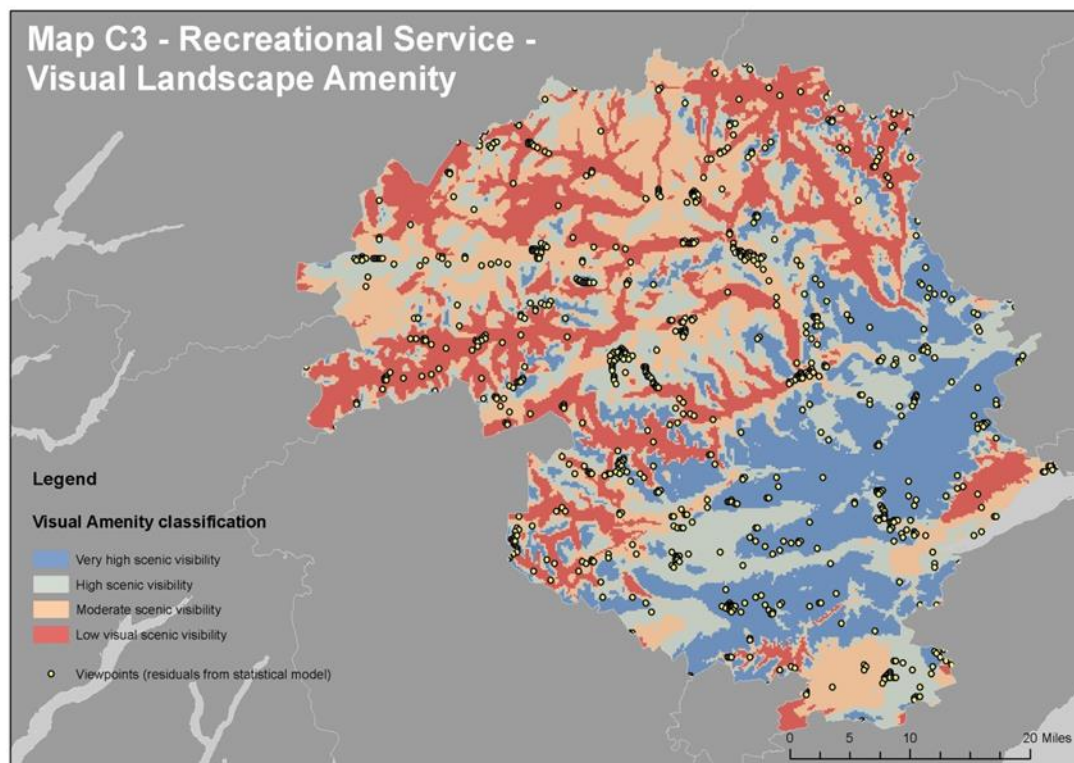 Map C3 - Recreational Service -
Visual Landscape Amenity
Legend
Visual Amenity classification
Very high scenic visibility
High scenic visibility
Moderate scenic visibility
Low visual scenic visibility
Viewpoints (residuals from statistical model)
0 5 10 20 Miles